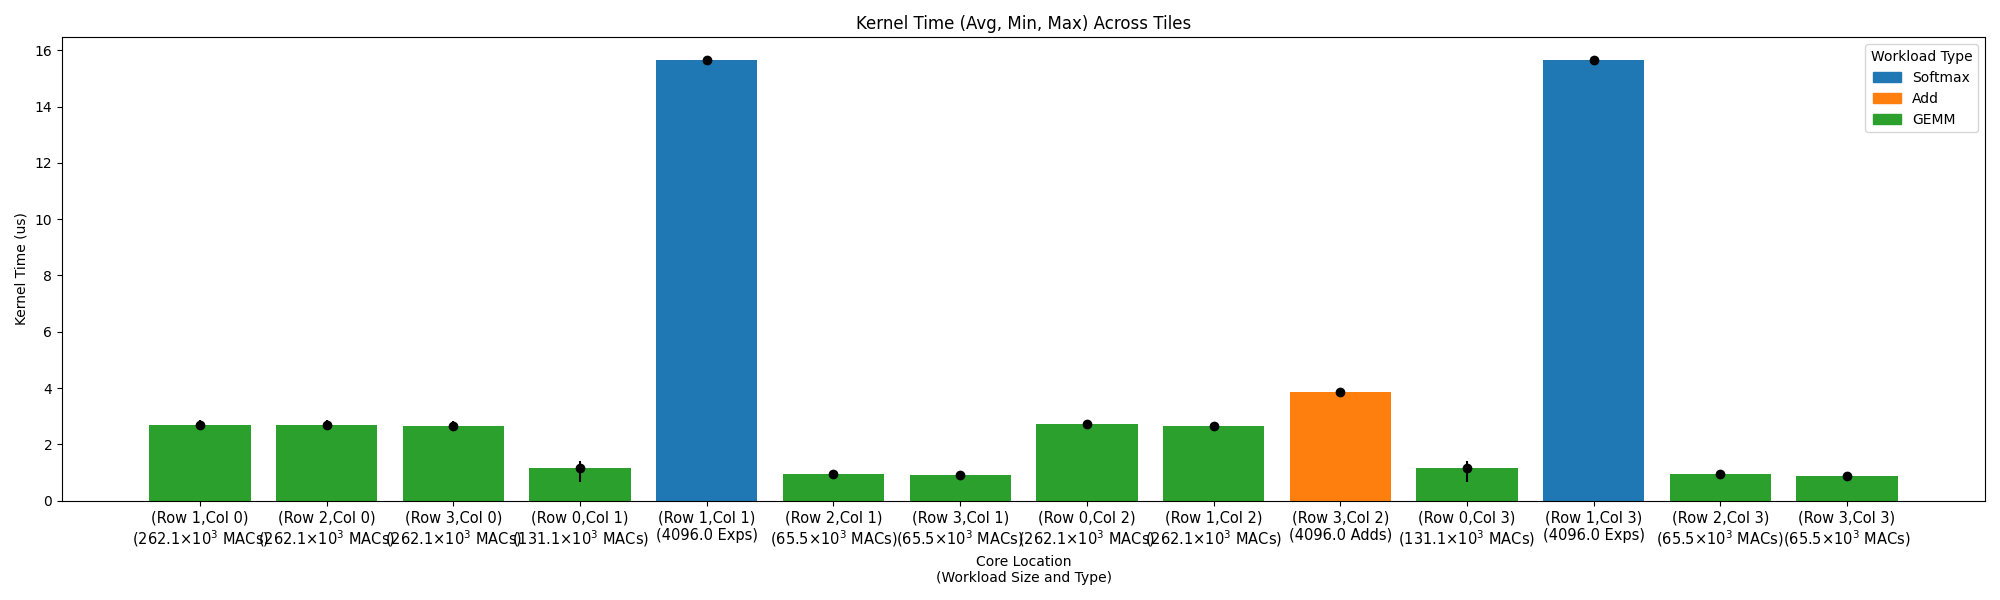 Kernel Time (Avg, Min, Max) Across Tiles
Kernel Time (us)
16
14
12
10
8
6
4
2
0
Workload Type
Softmax
Add
GEMM
(Row 1,Col 0)
(262.1×10³ MACs)
(Row 2,Col 0)
(262.1×10³ MACs)
(Row 3,Col 0)
(262.1×10³ MACs)
(Row 0,Col 1)
(131.1×10³ MACs)
(Row 1,Col 1)
(4096.0 Exps)
(Row 2,Col 1)
(65.5×10³ MACs)
(Row 3,Col 1)
(65.5×10³ MACs)
(Row 0,Col 2)
(262.1×10³ MACs)
(Row 1,Col 2)
(262.1×10³ MACs)
(Row 3,Col 2)
(4096.0 Adds)
(Row 0,Col 3)
(131.1×10³ MACs)
(Row 1,Col 3)
(4096.0 Exps)
(Row 2,Col 3)
(65.5×10³ MACs)
(Row 3,Col 3)
(65.5×10³ MACs)
Core Location
(Workload Size and Type)